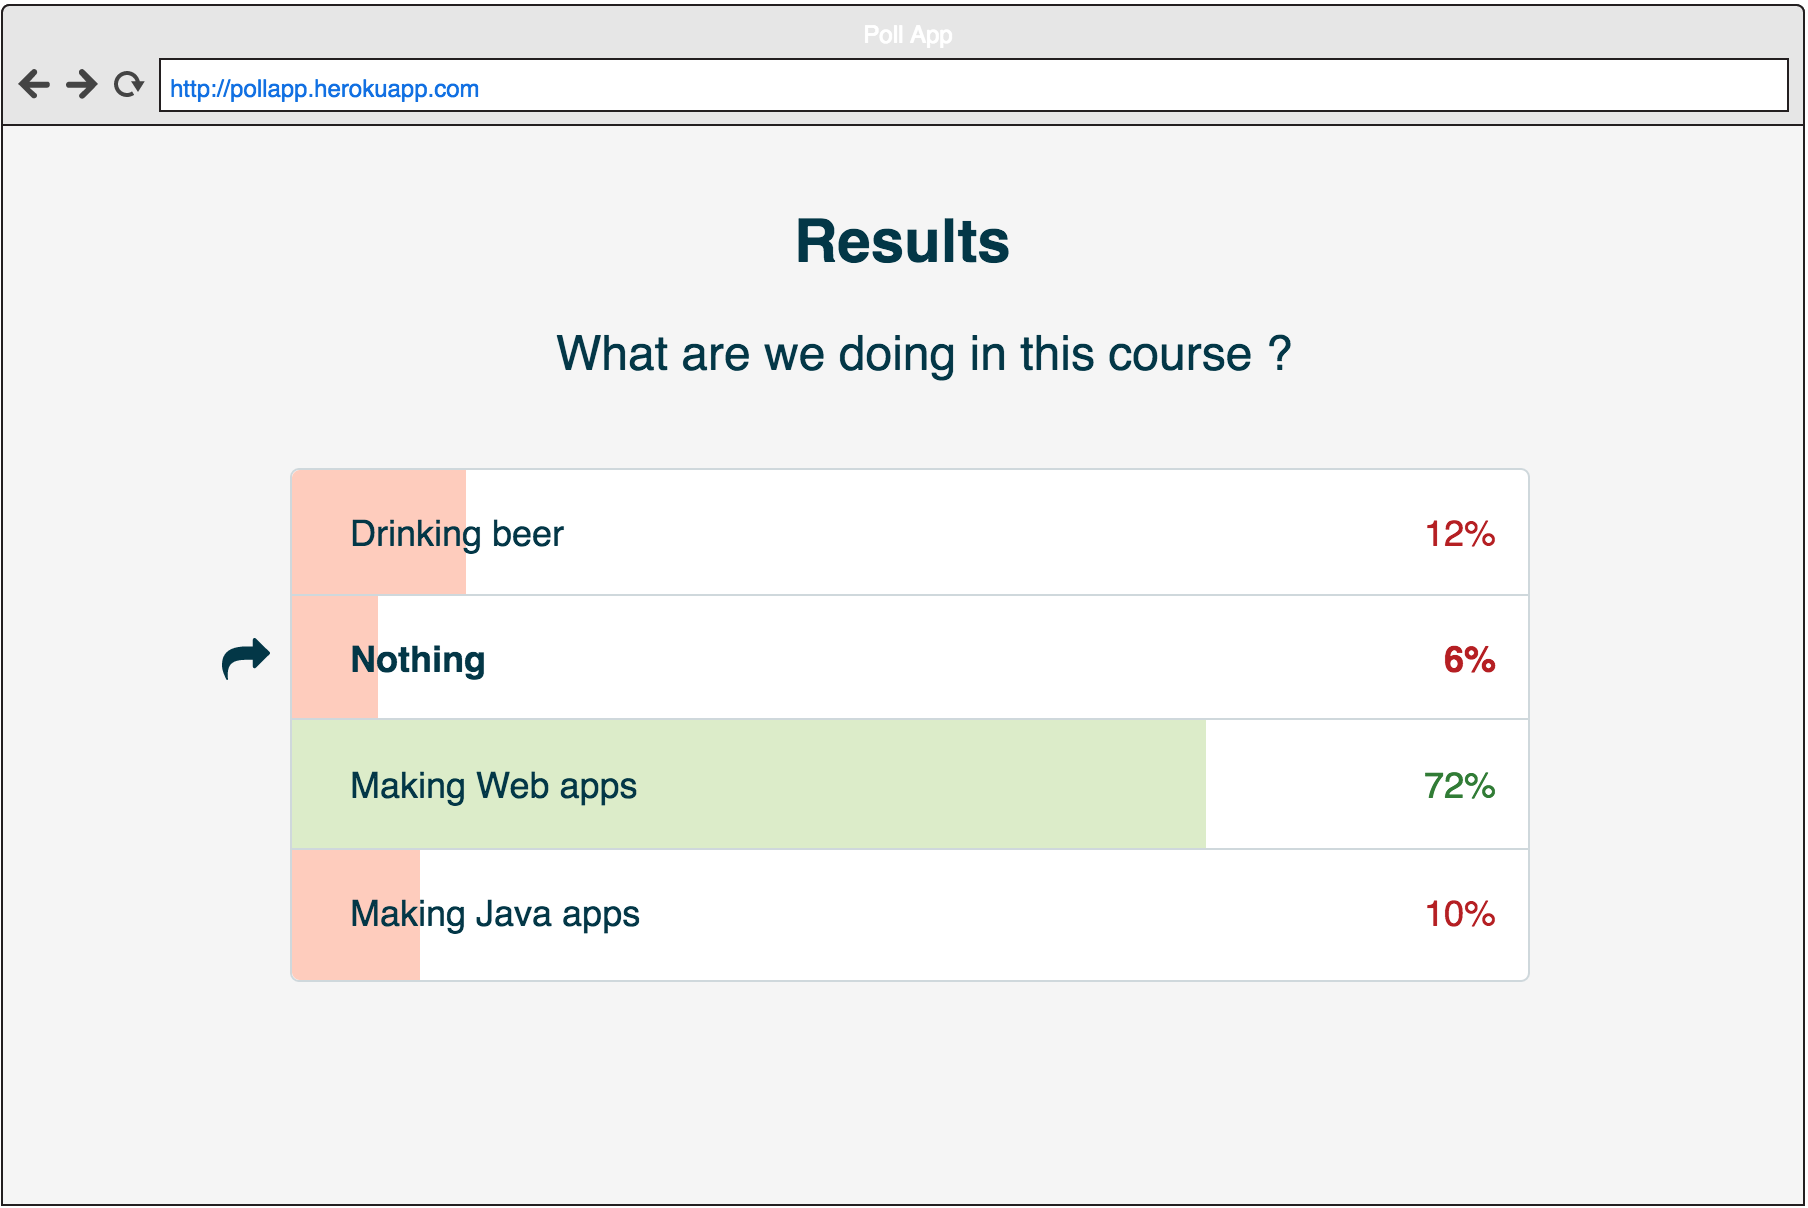 Poll App
http://pollapp.herokuapp.com
Results
What are we doing in this course ?
Drinking beer 12%
Nothing 6%
Making Web apps 72%
Making Java apps 10%